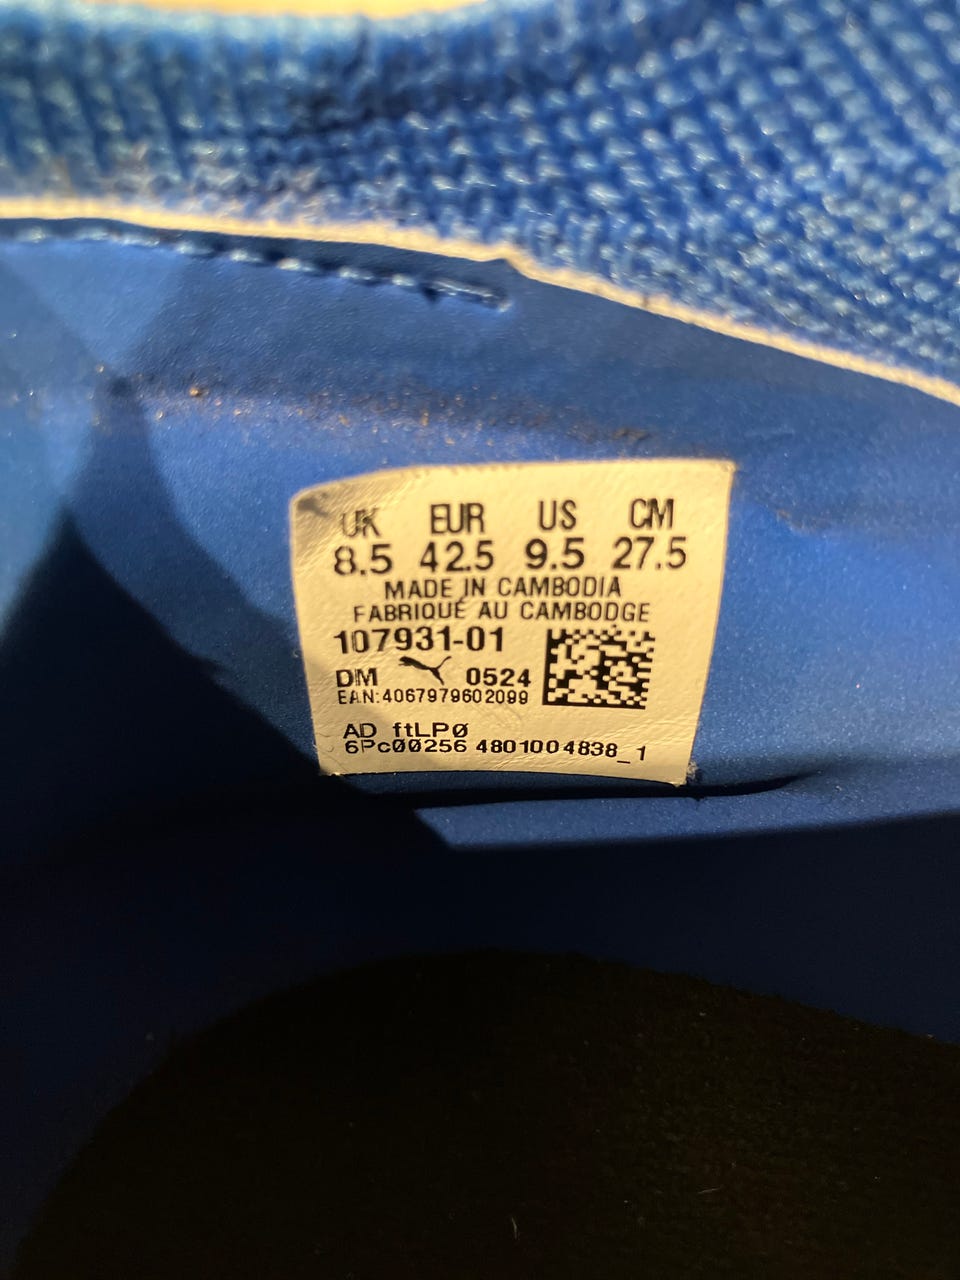 UK EUR US CM
8.5 42.5 9.5 27.5
MADE IN CAMBODIA
FABRIQUÉ AU CAMBODGE
107931-01
DM 0524
EAN:4067979602099
AD ftLPø
6Pc00256 4801004838_1